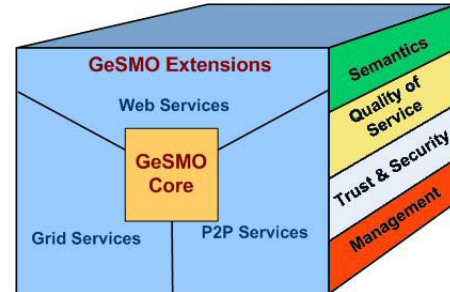 GeSMO Extensions
Web Services
GeSMO
Core
Grid Services
P2P Services
Semantics
Quality of
Service
Trust & Security
Management